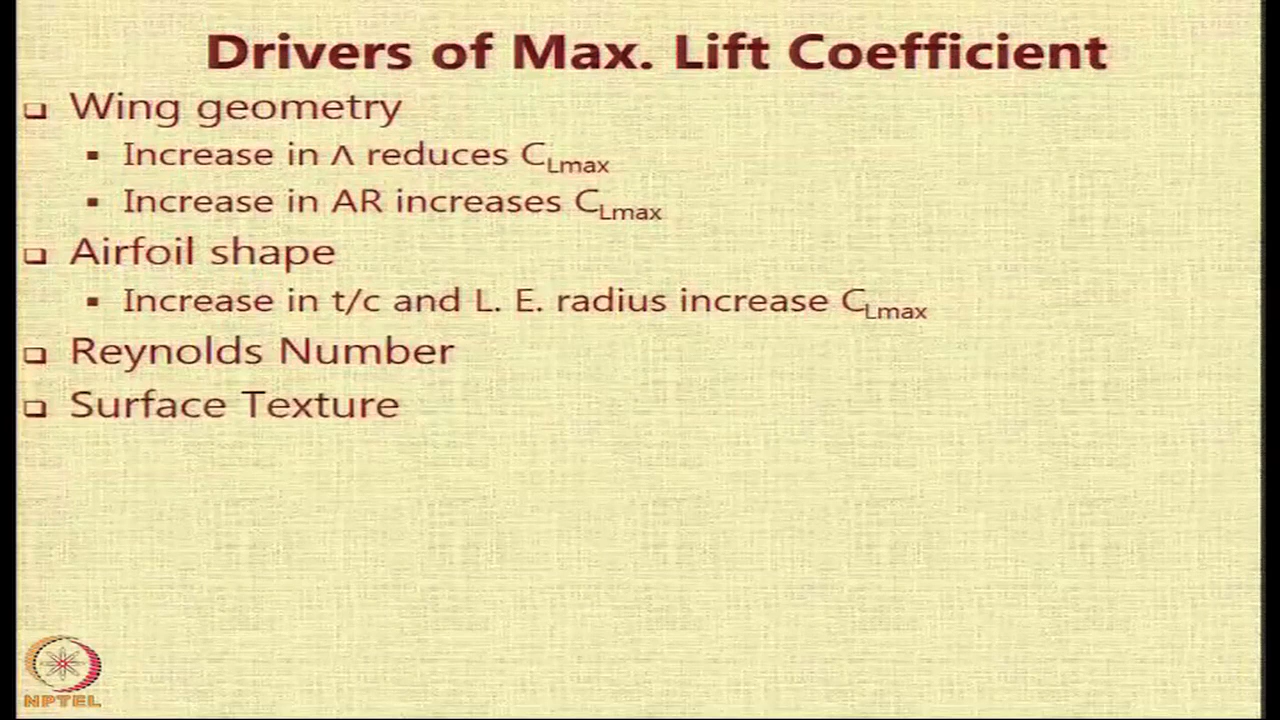 Drivers of Max. Lift Coefficient
Wing geometry
Increase in Λ reduces CLmax
Increase in AR increases CLmax
Airfoil shape
Increase in t/c and L. E. radius increase CLmax
Reynolds Number
Surface Texture
NPTEL